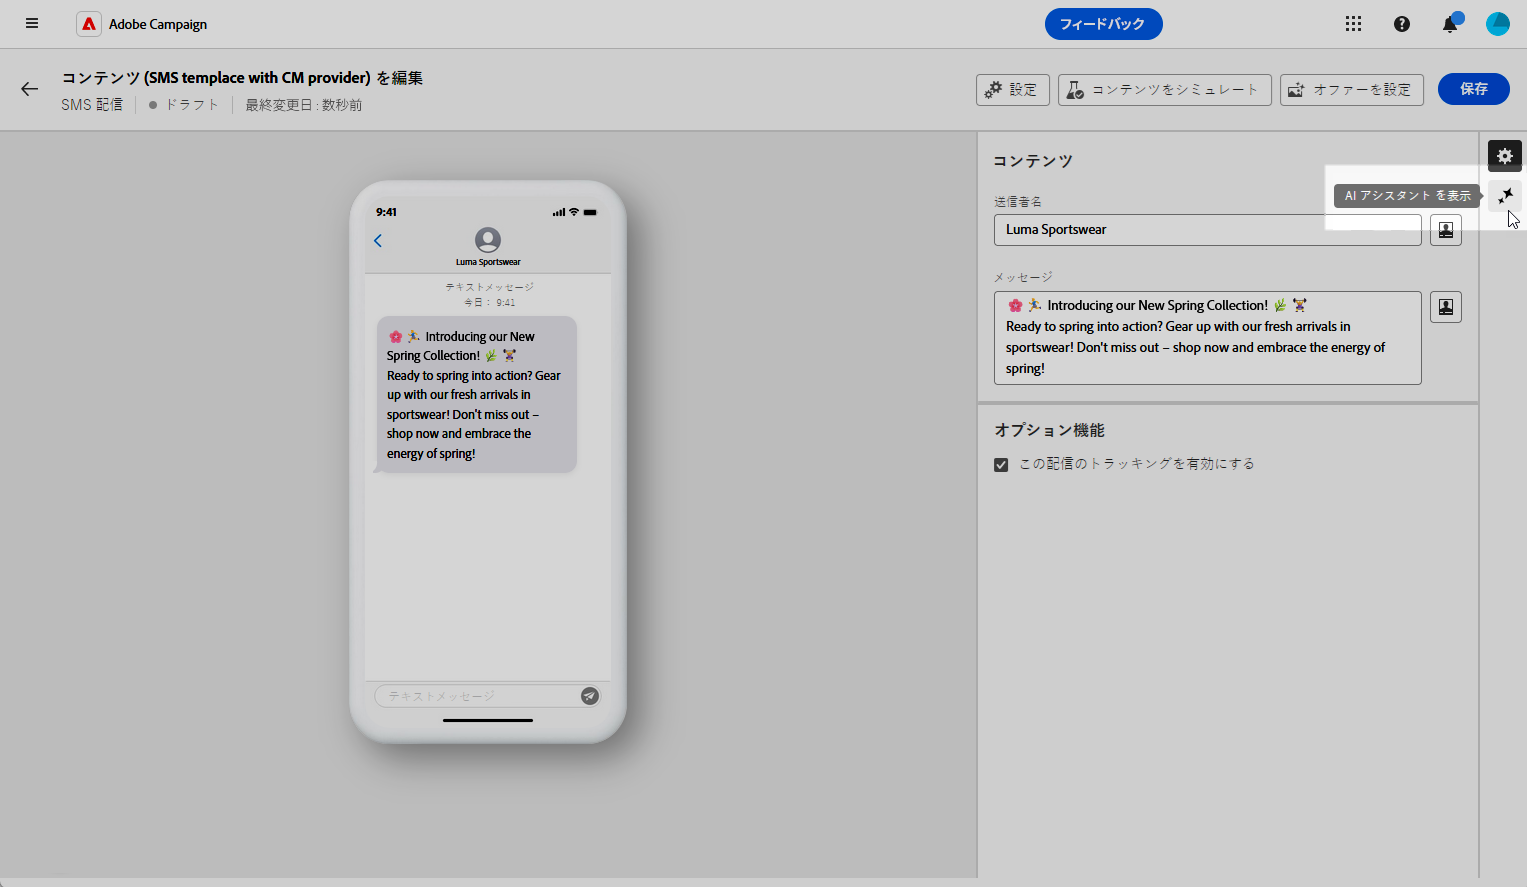 Adobe Campaign
フィードバック
コンテンツ (SMS templace with CM provider) を編集
SMS 配信
ドラフト
最終変更日 : 数秒前
設定
コンテンツをシミュレート
オファーを設定
保存
9:41
Luma Sportswear
テキストメッセージ
今日： 9:41
🌸 🏃‍♂️ Introducing our New
Spring Collection! 🌿 🏋️‍♀️
Ready to spring into action? Gear
up with our fresh arrivals in
sportswear! Don't miss out –
shop now and embrace the
energy of spring!
テキストメッセージ
コンテンツ
AI アシスタント を表示
送信者名
Luma Sportswear
メッセージ
🌸 🏃‍♂️ Introducing our New Spring Collection! 🌿 🏋️‍♀️
Ready to spring into action? Gear up with our fresh arrivals in
sportswear! Don't miss out – shop now and embrace the energy of
spring!
オプション機能
この配信のトラッキングを有効にする